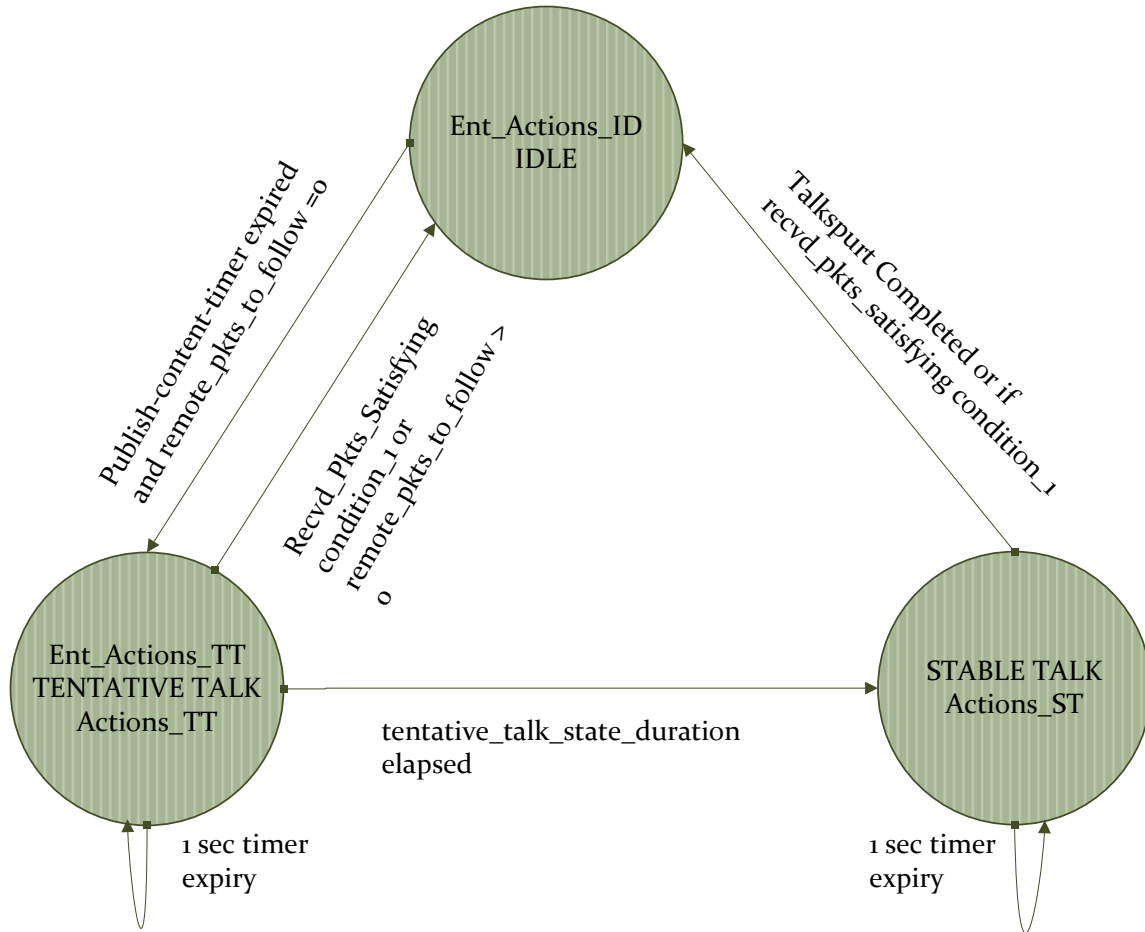 Ent_Actions_ID
IDLE
Publish-content-timer expired
and remote_pkts_to_follow =0
Recvd_Pkts_Satisfying
condition_1 or
remote_pkts_to_follow >
0
Talkspurt Completed or if
recvd_pkts_satisfying condition_1
Ent_Actions_TT
TENTATIVE TALK
Actions_TT
STABLE TALK
Actions_ST
tentative_talk_state_duration
elapsed
1 sec timer
expiry
1 sec timer
expiry